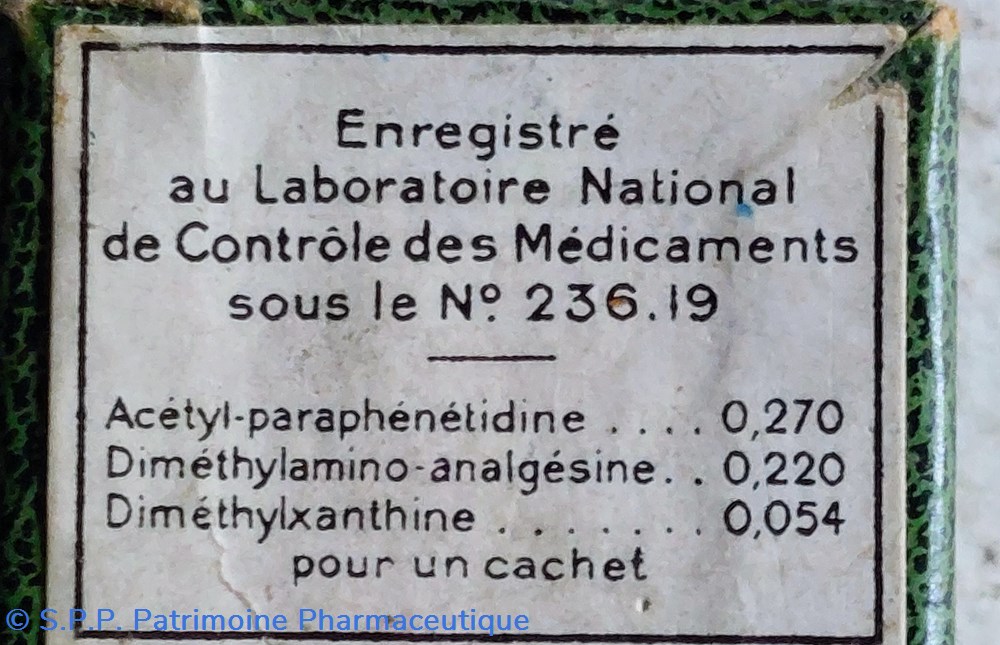 Enregistré
au Laboratoire National
de Contrôle des Médicaments
sous le Nº 236.19
Acétyl-paraphénétidine .... 0,270
Diméthylamino-analgésine.. 0,220
Diméthylxanthine ....... 0,054
pour un cachet
© S.P.P. Patrimoine Pharmaceutique